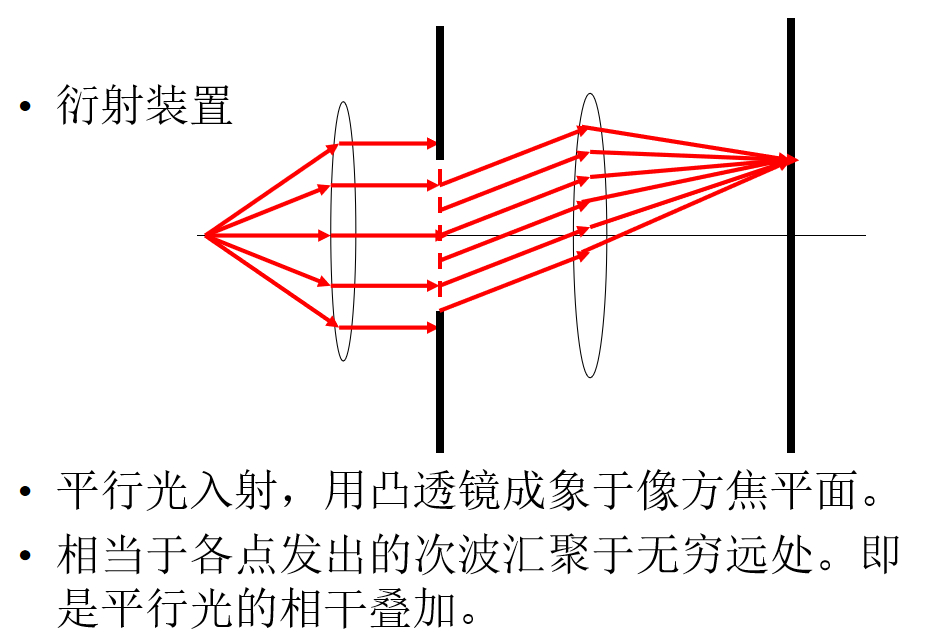 • 衍射装置
• 平行光入射，用凸透镜成象于像方焦平面。
• 相当于各点发出的次波汇聚于无穷远处。即
是平行光的相干叠加。